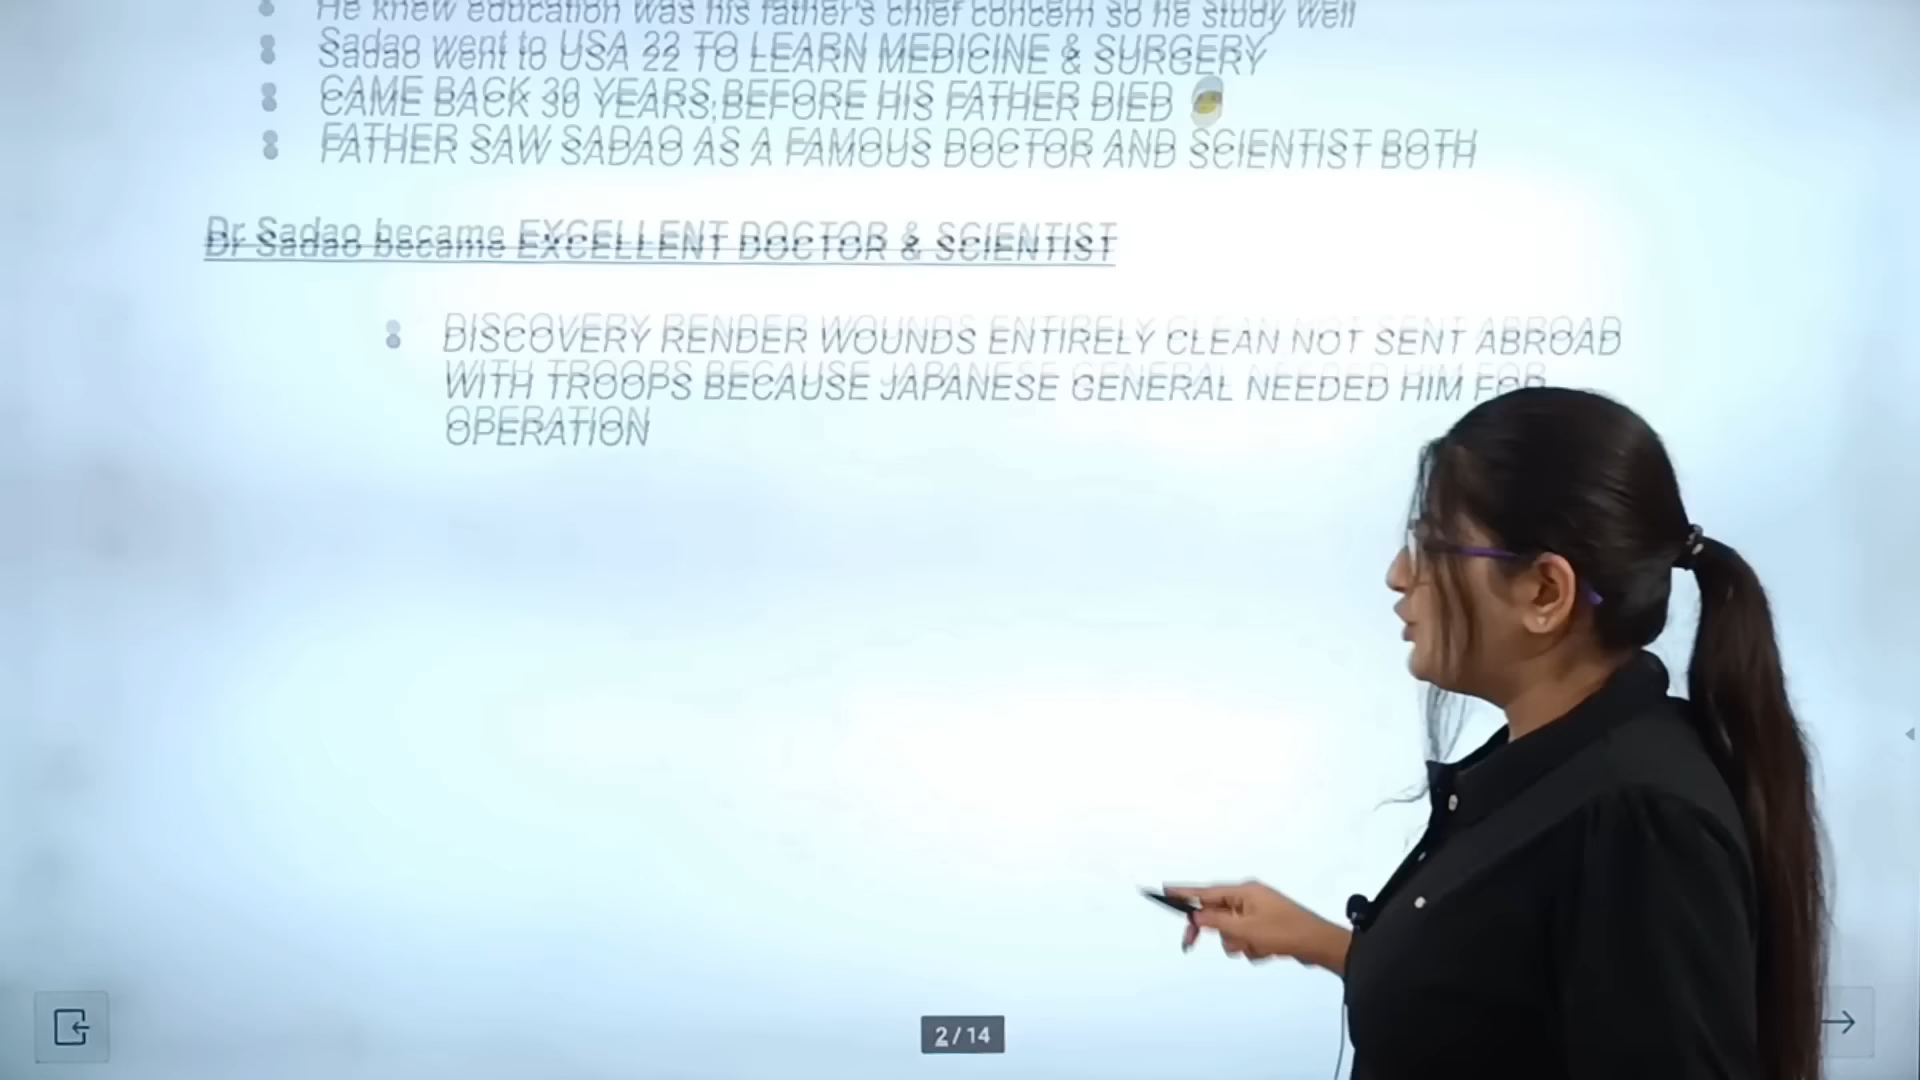 He knew education was his father's chief concern so he study well
Sadao went to USA 22 TO LEARN MEDICINE & SURGERY
CAME BACK 30 YEARS,BEFORE HIS FATHER DIED
FATHER SAW SADAO AS A FAMOUS DOCTOR AND SCIENTIST BOTH
Dr Sadao became EXCELLENT DOCTOR & SCIENTIST
DISCOVERY RENDER WOUNDS ENTIRELY CLEAN NOT SENT ABROAD
WITH TROOPS BECAUSE JAPANESE GENERAL NEEDED HIM FOR
OPERATION
2/14